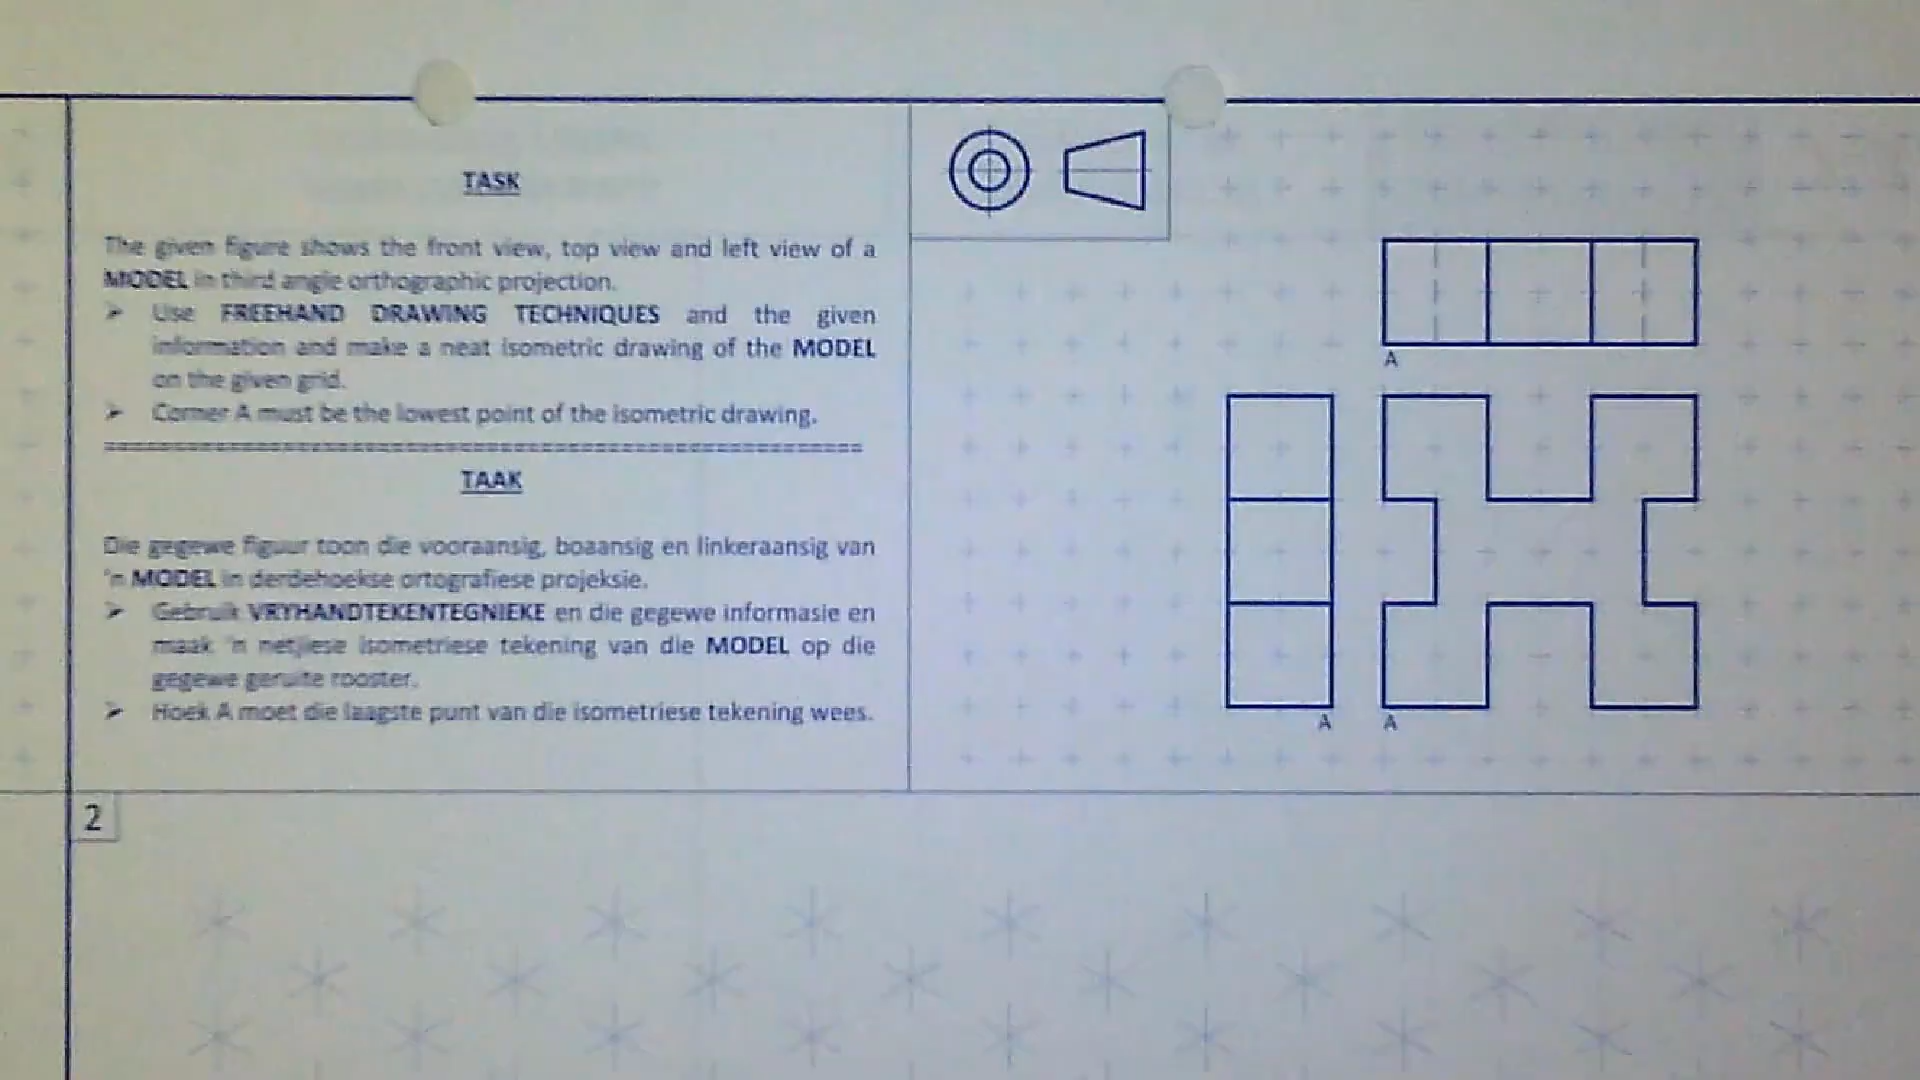 TASK
The given figure shows the front view, top view and left view of a
MODEL in third angle orthographic projection.
➢ Use FREEHAND DRAWING TECHNIQUES and the given
information and make a neat isometric drawing of the MODEL
on the given grid.
➢ Corner A must be the lowest point of the isometric drawing.
TAAK
Die gegewe figuur toon die vooraansig, boaansig en linkeraansig van
'n MODEL in derdehoekse ortografiese projeksie.
➢ Gebruik VRYHANDTEKENTEGNIEKE en die gegewe informasie en
maak 'n netjiese isometriese tekening van die MODEL op die
gegewe geruite rooster.
➢ Hoek A moet die laagste punt van die isometriese tekening wees.
A
A A
2